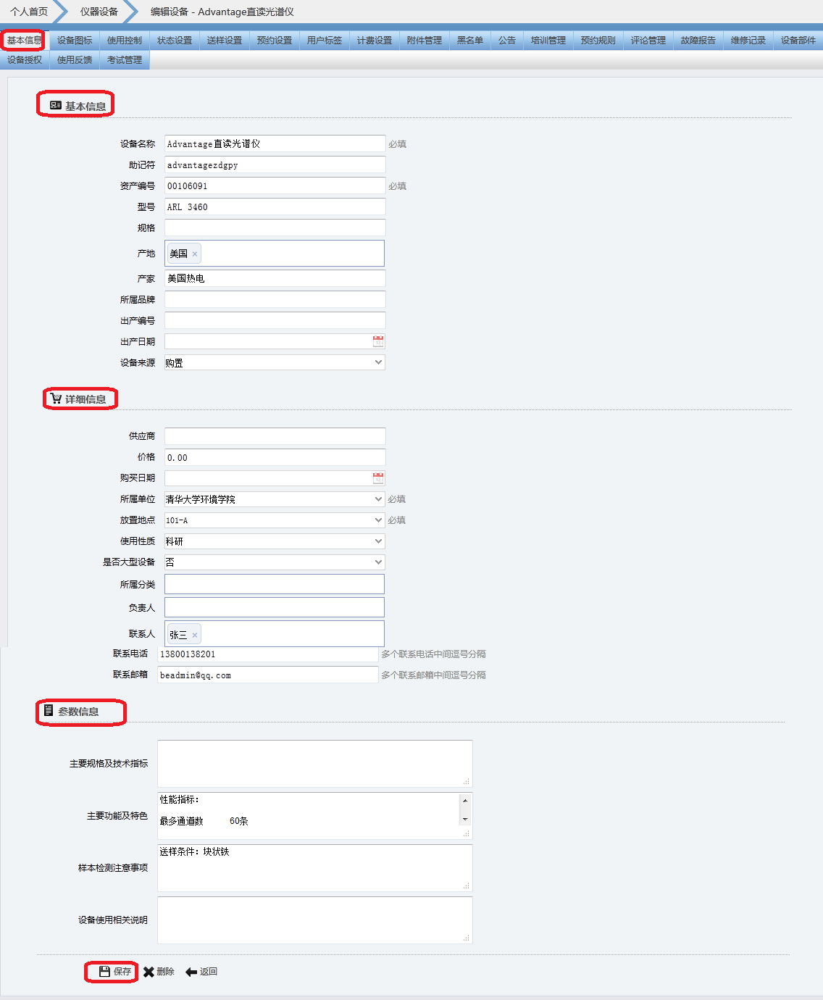 个人首页 仪器设备 编辑设备 - Advantage直读光谱仪
基本信息 设备图标 使用控制 状态设置 送样设置 预约设置 用户标签 计费设置 附件管理 黑名单 公告 培训管理 预约规则 评论管理 故障报告 维修记录 设备部件
设备授权 使用反馈 考试管理
基本信息
设备名称 Advantage直读光谱仪 必填
助记符 advantagezdgpy
资产编号 00106091 必填
型号 ARL 3460
规格
产地 美国 ×
产家 美国热电
所属品牌
出产编号
出产日期
设备来源 购置
详细信息
供应商
价格 0.00
购买日期
所属单位 清华大学环境学院 必填
放置地点 101-A 必填
使用性质 科研
是否大型设备 否
所属分类
负责人
联系人 张三 ×
联系电话 13800138201 多个联系电话中间逗号分隔
联系邮箱 beadmin@qq.com 多个联系邮箱中间逗号分隔
参数信息
主要规格及技术指标
主要功能及特色 性能指标：
最多通道数 60条
样本检测注意事项 送样条件：块状铁
设备使用相关说明
保存 删除 返回